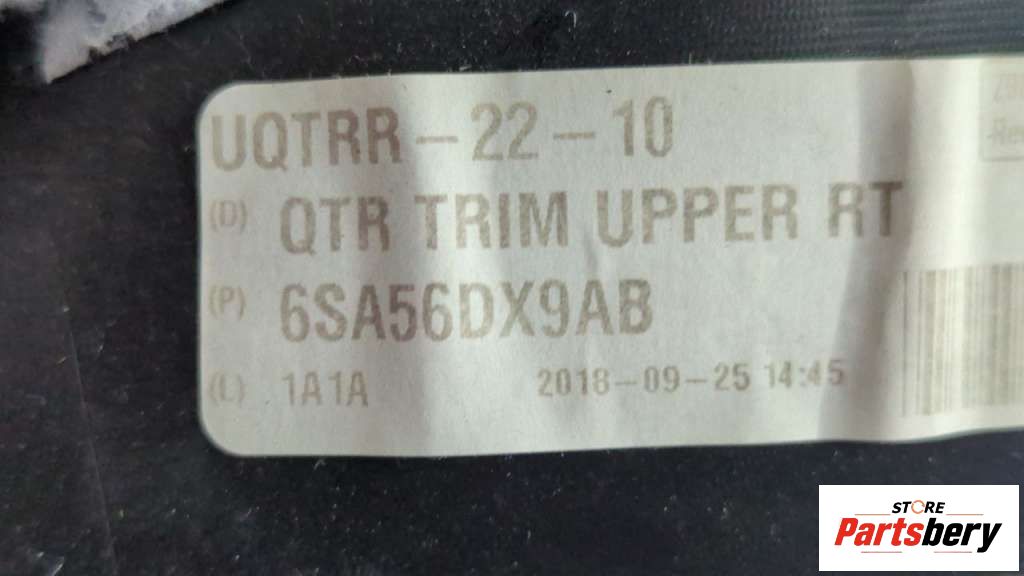 UQTRR-22-10
(D) QTR TRIM UPPER RT
(P) 6SA56DX9AB
(L) 1A1A 2018-09-25 14:45
STORE
Partsbery